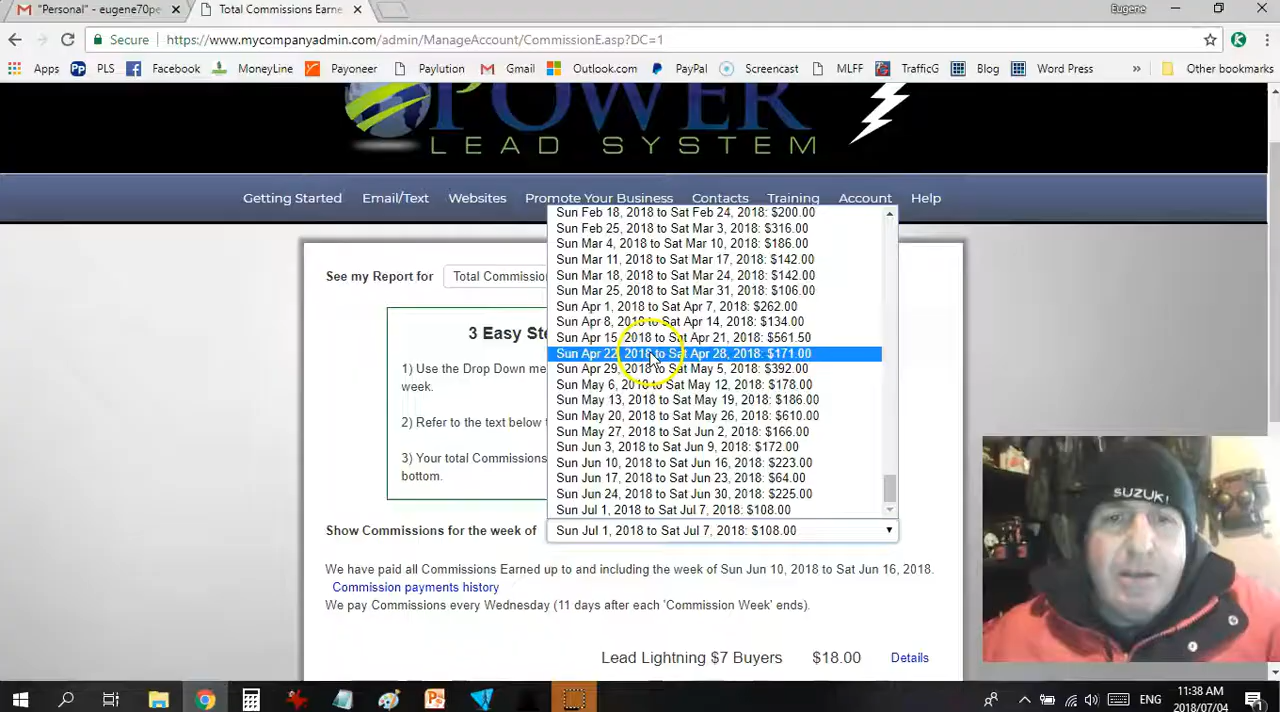 "Personal" - eugene70pe
Total Commissions Earne
Eugene
Secure
https://www.mycompanyadmin.com/admin/ManageAccount/CommissionE.asp?DC=1
Apps
PLS
Facebook
MoneyLine
Payoneer
Paylution
Gmail
Outlook.com
PayPal
Screencast
MLFF
TrafficG
Blog
Word Press
»
Other bookmarks
POWER
LEAD SYSTEM
Getting Started
Email/Text
Websites
Promote Your Business
Contacts
Training
Account
Help
See my Report for
Total Commissio
3 Easy Ste
1) Use the Drop Down me
week.
2) Refer to the text below t
3) Your total Commissions
bottom.
Sun Feb 18, 2018 to Sat Feb 24, 2018: $200.00
Sun Feb 25, 2018 to Sat Mar 3, 2018: $316.00
Sun Mar 4, 2018 to Sat Mar 10, 2018: $186.00
Sun Mar 11, 2018 to Sat Mar 17, 2018: $142.00
Sun Mar 18, 2018 to Sat Mar 24, 2018: $142.00
Sun Mar 25, 2018 to Sat Mar 31, 2018: $106.00
Sun Apr 1, 2018 to Sat Apr 7, 2018: $262.00
Sun Apr 8, 2018 to Sat Apr 14, 2018: $134.00
Sun Apr 15, 2018 to Sat Apr 21, 2018: $561.50
Sun Apr 22, 2018 to Sat Apr 28, 2018: $171.00
Sun Apr 29, 2018 to Sat May 5, 2018: $392.00
Sun May 6, 2018 to Sat May 12, 2018: $178.00
Sun May 13, 2018 to Sat May 19, 2018: $186.00
Sun May 20, 2018 to Sat May 26, 2018: $610.00
Sun May 27, 2018 to Sat Jun 2, 2018: $166.00
Sun Jun 3, 2018 to Sat Jun 9, 2018: $172.00
Sun Jun 10, 2018 to Sat Jun 16, 2018: $223.00
Sun Jun 17, 2018 to Sat Jun 23, 2018: $64.00
Sun Jun 24, 2018 to Sat Jun 30, 2018: $225.00
Sun Jul 1, 2018 to Sat Jul 7, 2018: $108.00
Show Commissions for the week of
Sun Jul 1, 2018 to Sat Jul 7, 2018: $108.00
We have paid all Commissions Earned up to and including the week of Sun Jun 10, 2018 to Sat Jun 16, 2018.
Commission payments history
We pay Commissions every Wednesday (11 days after each 'Commission Week' ends).
Lead Lightning $7 Buyers $18.00 Details
SUZUKI
ENG
11:38 AM
2018/07/04